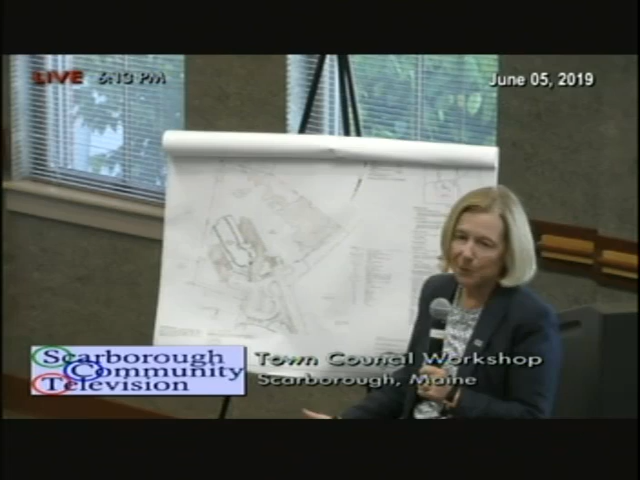 LIVE 6:13 PM
June 05, 2019
Scarborough
Community
Television
Town Council Workshop
Scarborough, Maine